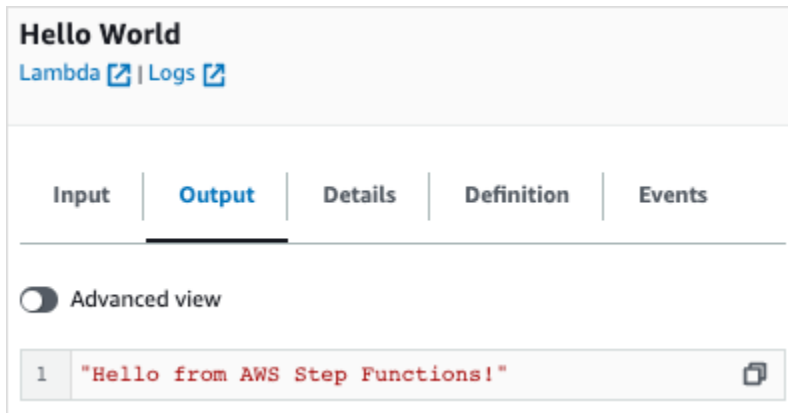 Hello World
Lambda | Logs
Input Output Details Definition Events
Advanced view
1 "Hello from AWS Step Functions!"